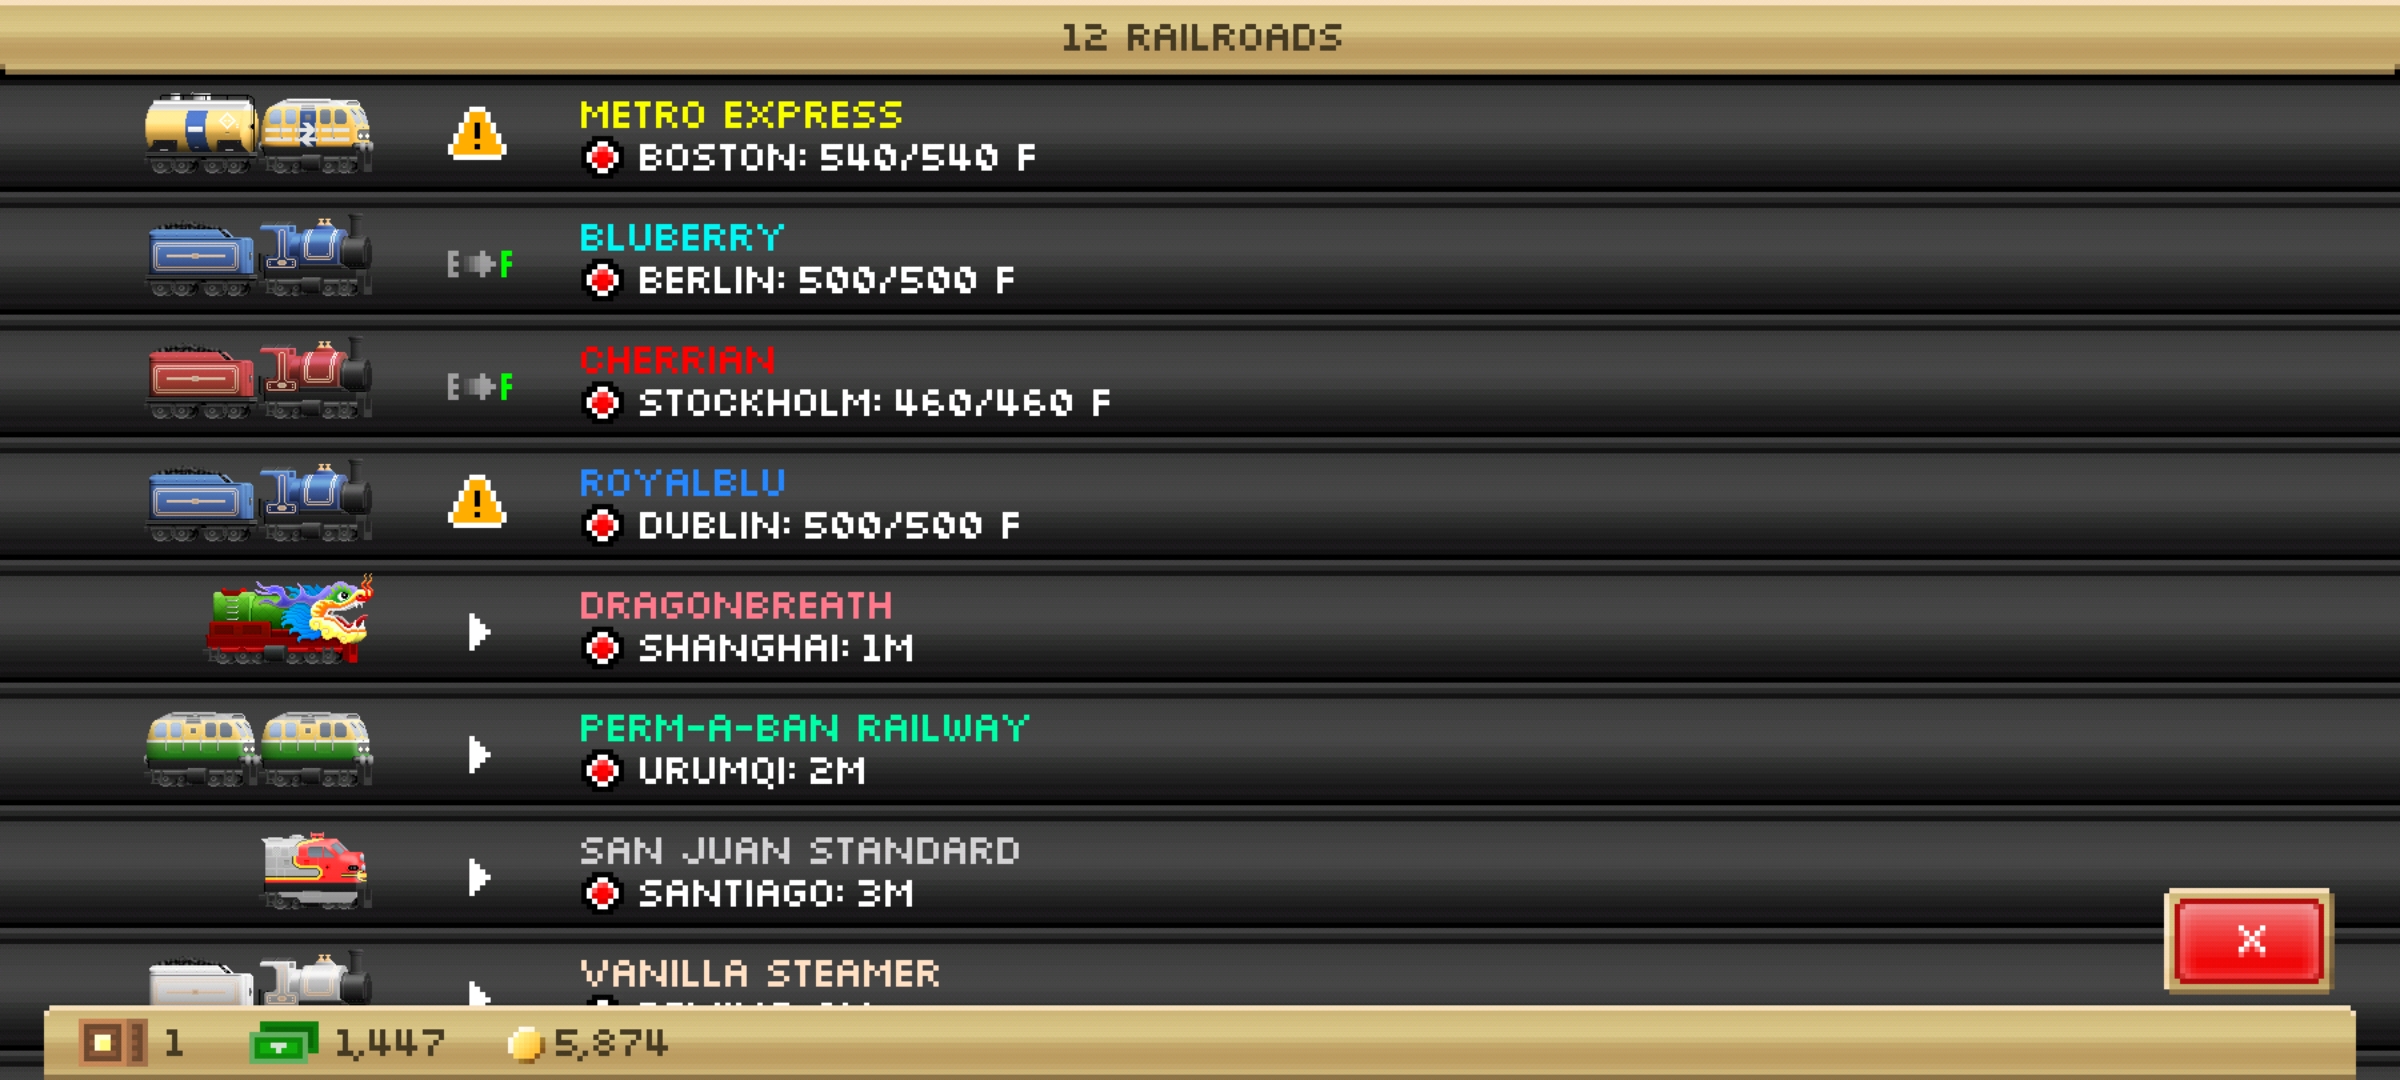 12 RAILROADS
METRO EXPRESS
BOSTON: 540/540 F
E F
BLUBERRY
BERLIN: 500/500 F
E F
CHERRIAN
STOCKHOLM: 460/460 F
ROYALBLU
DUBLIN: 500/500 F
DRAGONBREATH
SHANGHAI: 1M
PERM-A-BAN RAILWAY
URUMQI: 2M
SAN JUAN STANDARD
SANTIAGO: 3M
X
VANILLA STEAMER
1 1,447 5,874